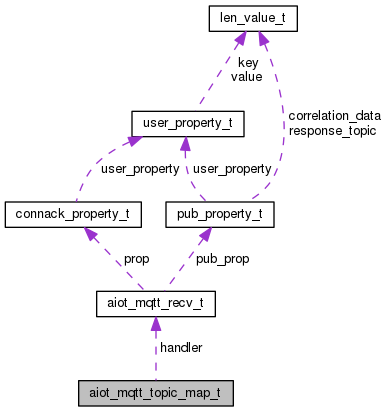 len_value_t
key
value
correlation_data
response_topic
user_property_t
user_property
user_property
connack_property_t
pub_property_t
prop
pub_prop
aiot_mqtt_recv_t
handler
aiot_mqtt_topic_map_t